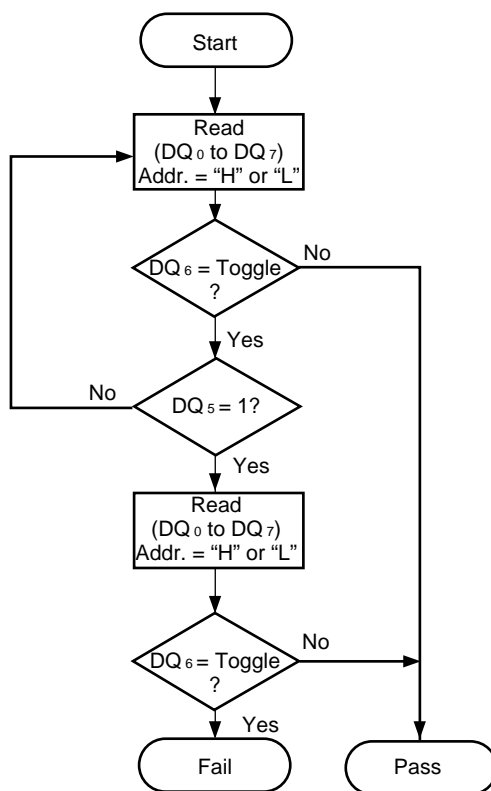 Start
Read
(DQ0 to DQ7)
Addr. = “H” or “L”
DQ6 = Toggle
?
No
Yes
DQ5 = 1?
No
Yes
Read
(DQ0 to DQ7)
Addr. = “H” or “L”
DQ6 = Toggle
?
No
Yes
Fail
Pass